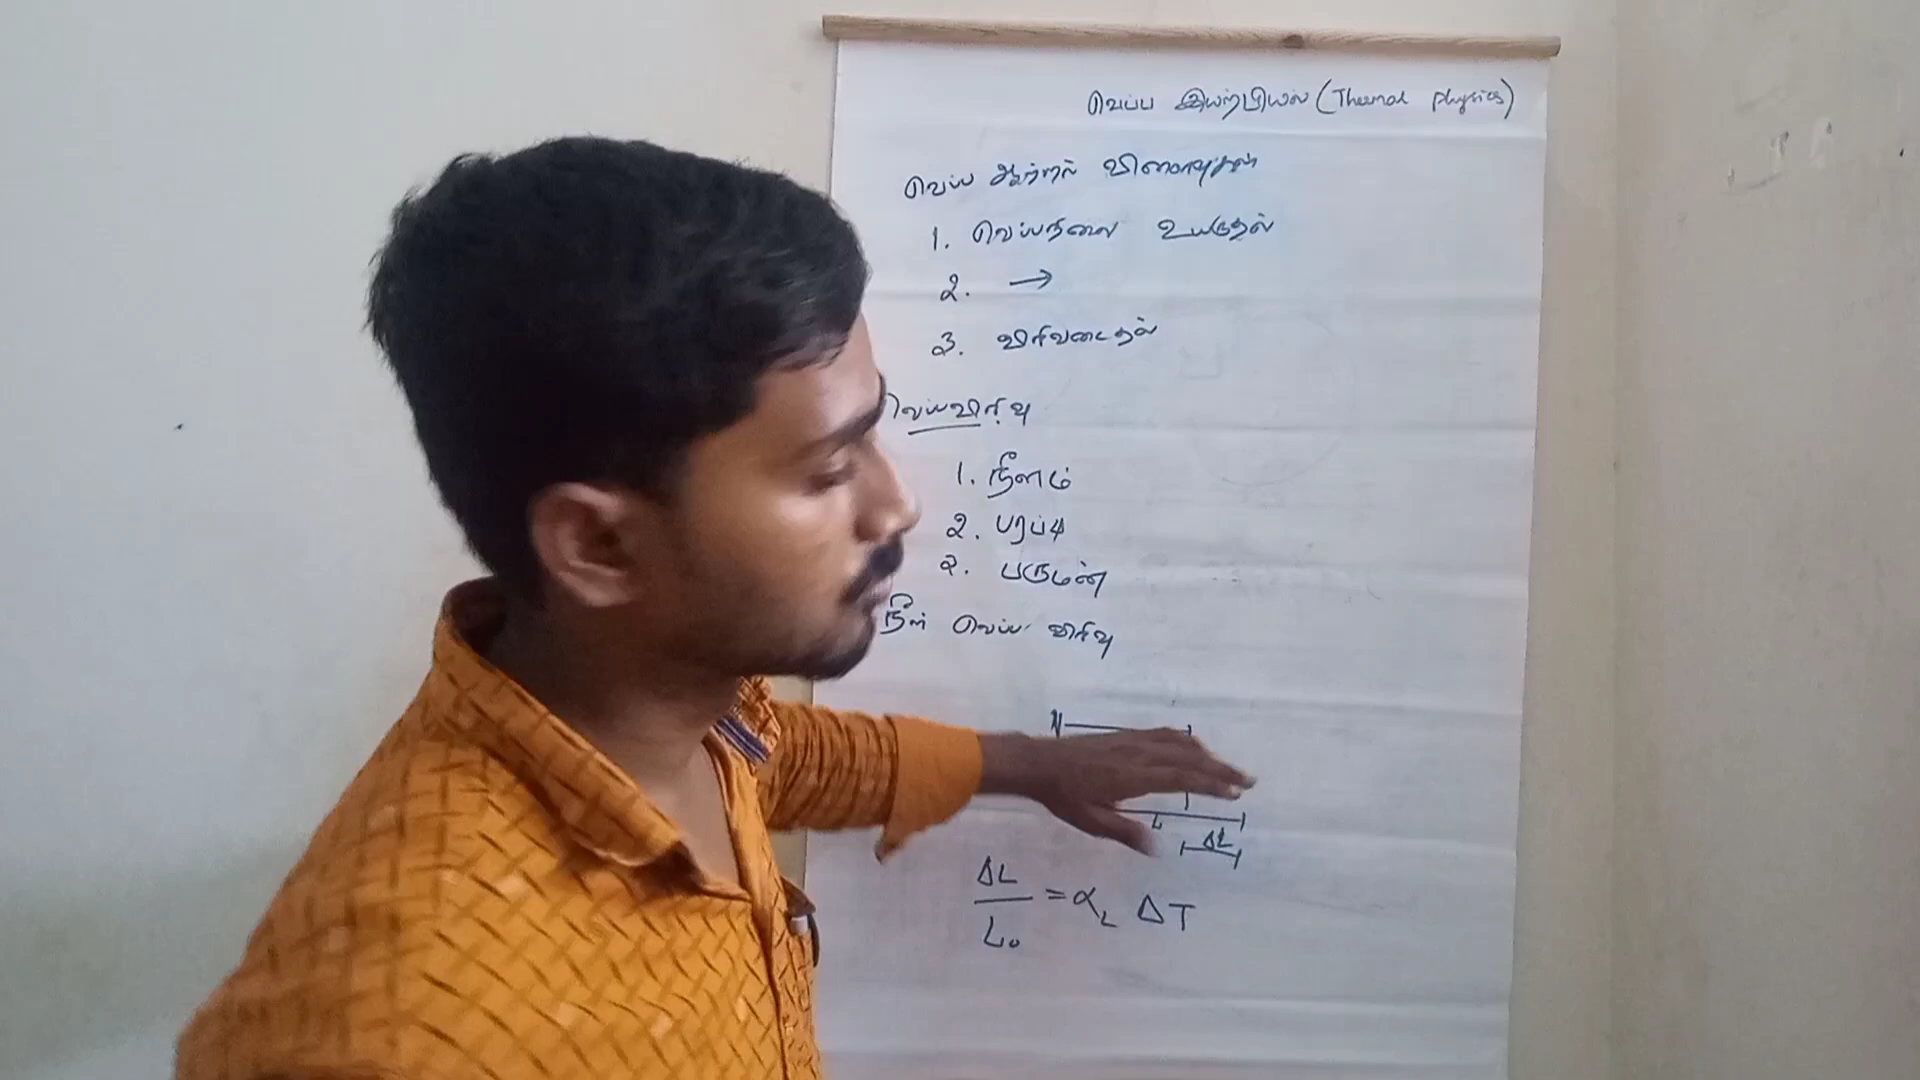 வெப்ப இயற்பியல் (Thermal Physics)
வெப்ப ஆற்றல் விளைவுகள்
1. வெப்பநிலை உயருதல்
2. →
3. விரிவடைதல்
வெப்பவிரிவு
1. நீளம்
2. பரப்பு
2. பருமன்
நீள் வெப்ப விரிவு
L
ΔL
ΔL/L₀ = α_L ΔT